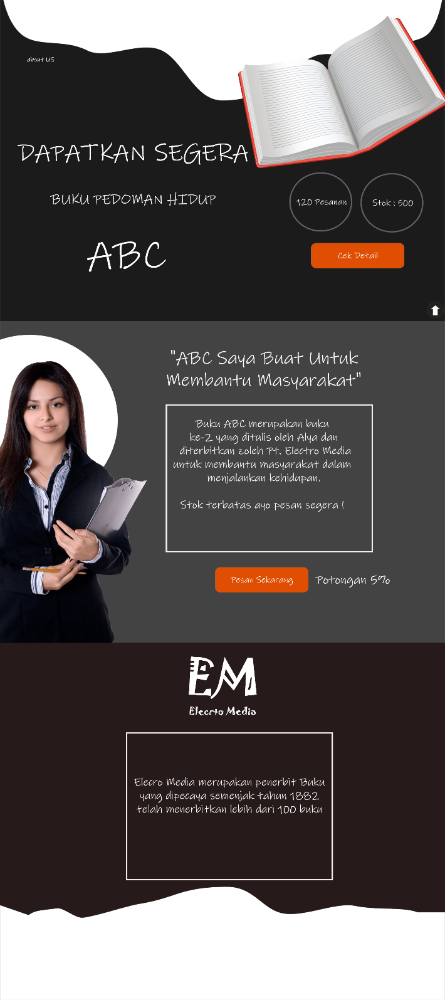 about US
DAPATKAN SEGERA
BUKU PEDOMAN HIDUP
ABC
120 Pesanan
Stok : 500
Cek Detail
"ABC Saya Buat Untuk
Membantu Masyarakat"
Buku ABC merupakan buku
ke-2 yang ditulis oleh Alya dan
diterbitkan zoleh Pt. Electro Media
untuk membantu masyarakat dalam
menjalankan kehidupan.
Stok terbatas ayo pesan segera !
Pesan Sekarang
Potongan 5%
EM
Elecrto Media
Elecro Media merupakan penerbit Buku
yang dipecaya semenjak tahun 1882
telah menerbitkan lebih dari 100 buku